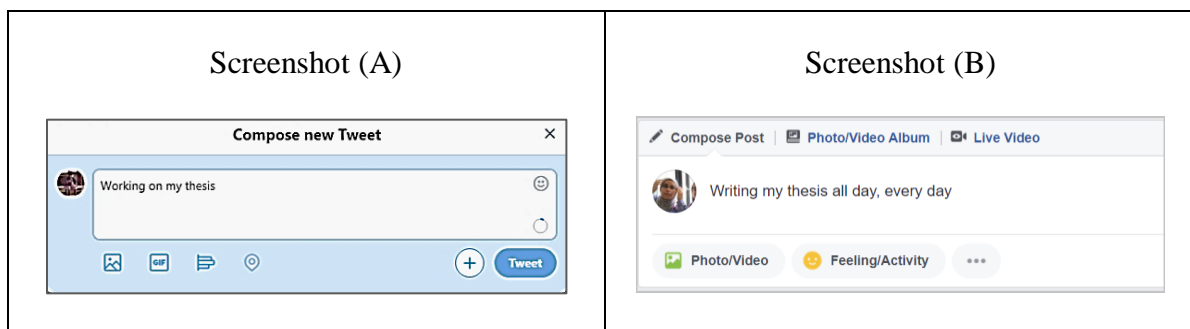 Screenshot (A)
Compose new Tweet
Working on my thesis
GIF
Tweet
Screenshot (B)
Compose Post | Photo/Video Album | Live Video
Writing my thesis all day, every day
Photo/Video Feeling/Activity